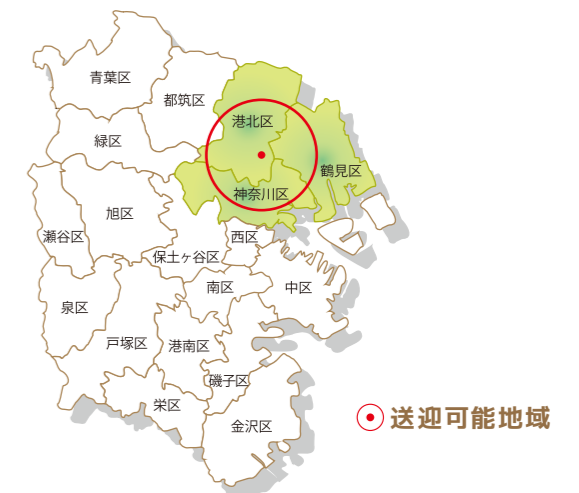 青葉区
都筑区
港北区
緑区
鶴見区
神奈川区
旭区
瀬谷区
西区
保土ヶ谷区
南区
中区
泉区
戸塚区
港南区
磯子区
栄区
金沢区
送迎可能地域